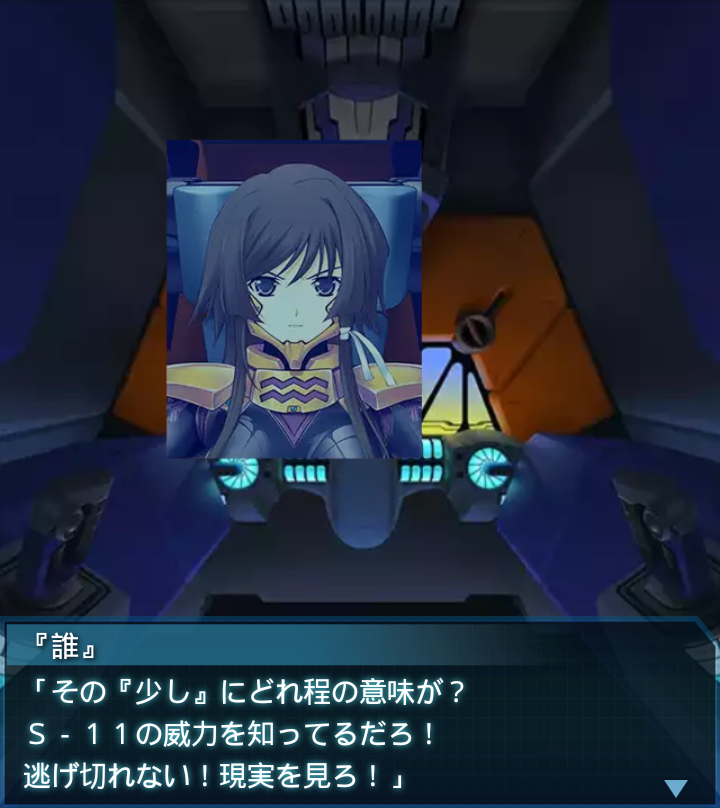 『誰』
「その『少し』にどれ程の意味が？
Ｓ‐１１の威力を知ってるだろ！
逃げ切れない！現実を見ろ！」